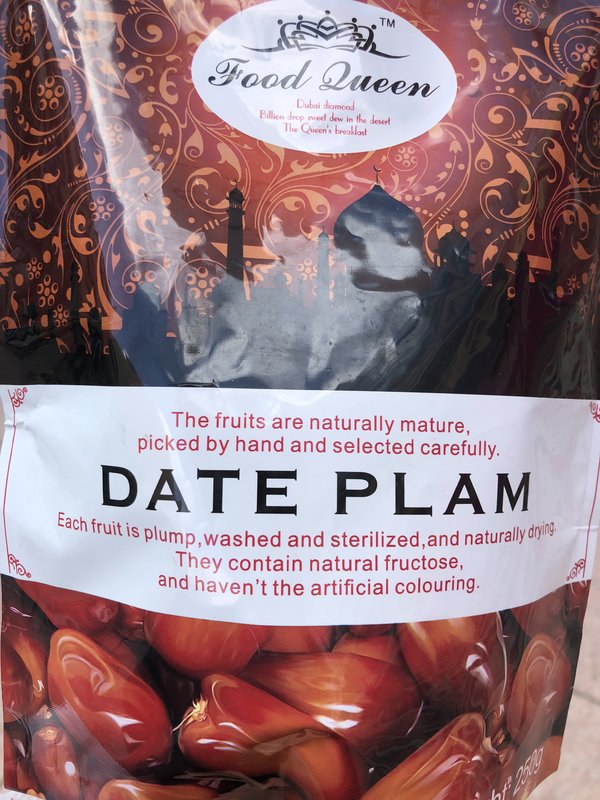 Food Queen™
Dubai diamond
Billion drop sweet dew in the desert
The Queen's breakfast
The fruits are naturally mature,
picked by hand and selected carefully.
DATE PLAM
Each fruit is plump,washed and sterilized,and naturally drying.
They contain natural fructose,
and haven't the artificial colouring.
250g